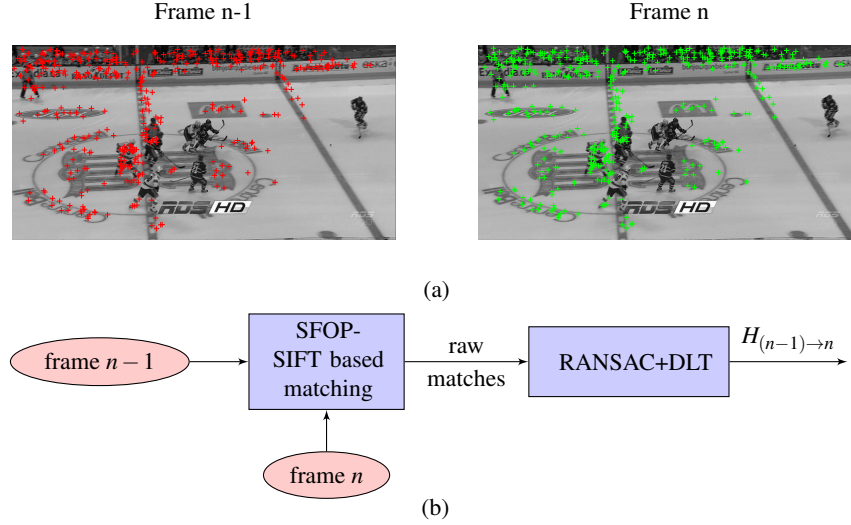 Frame n-1
Frame n
RDS HD
RDS HD
(a)
frame n − 1
SFOP-
SIFT based
matching
raw
matches
RANSAC+DLT
H(n−1)→n
frame n
(b)